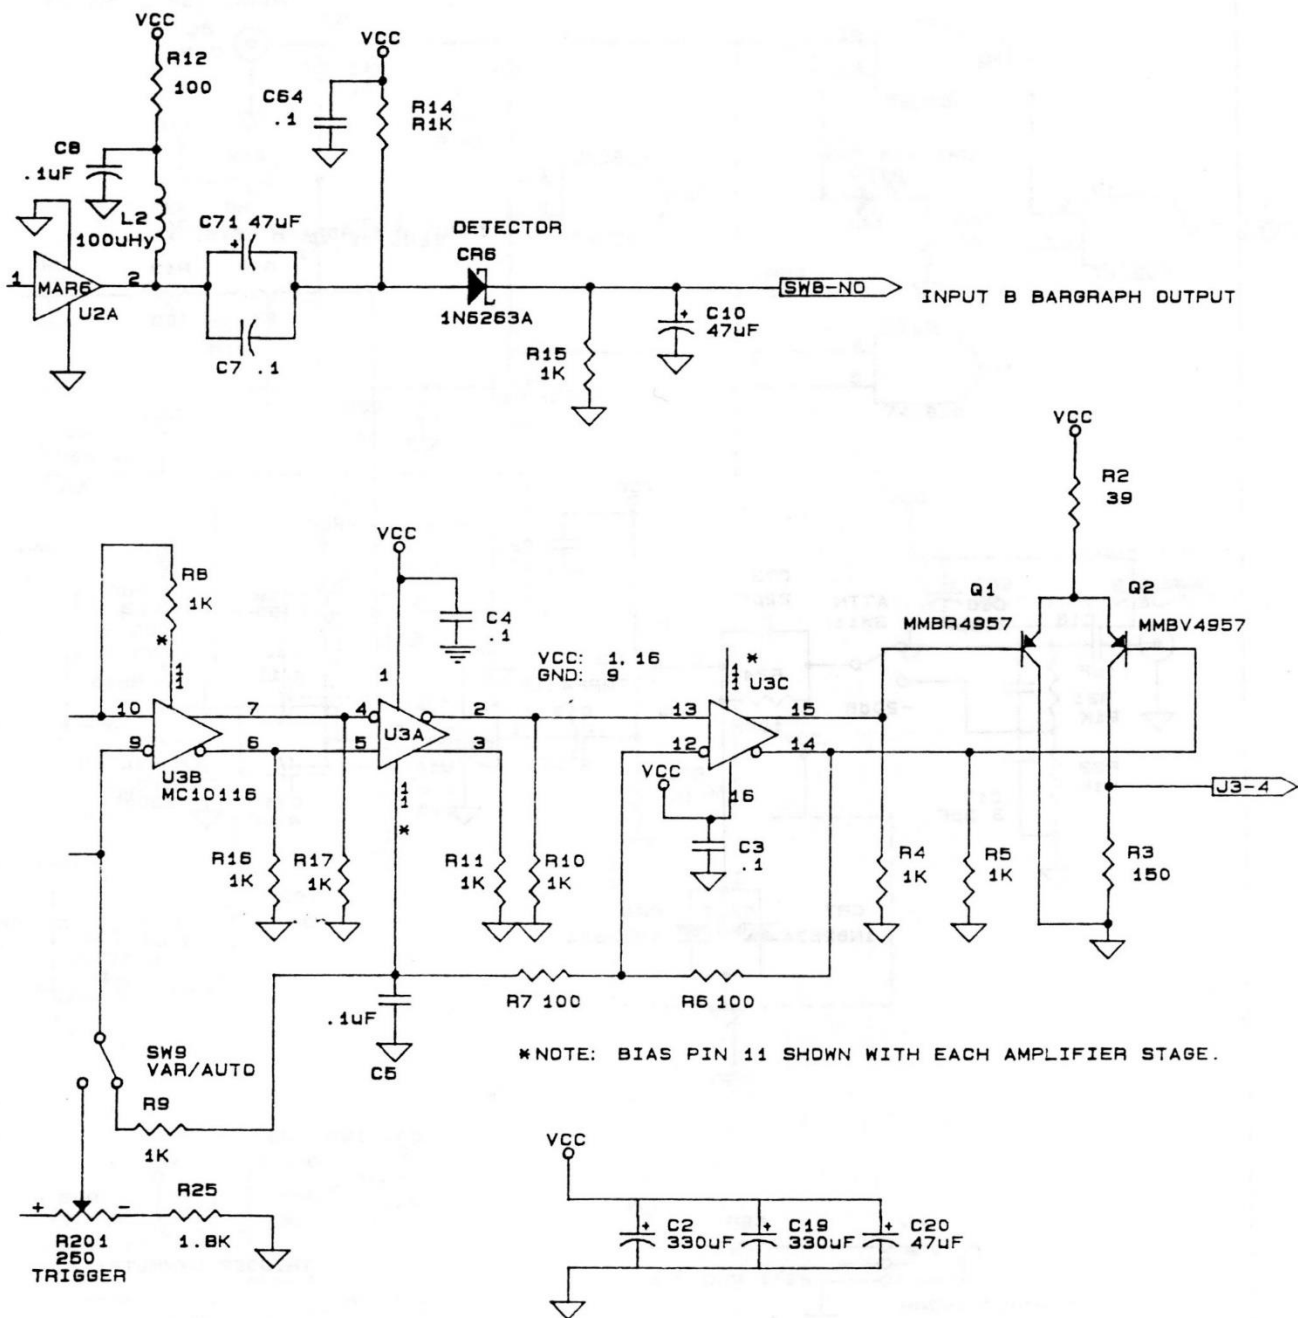 VCC
R12
100
C8
.1uF
L2
100uHy
1
MAR6
U2A
2
C71 47uF
C7 .1
VCC
C64
.1
R14
R1K
DETECTOR
CR6
1N6263A
R15
1K
C10
47uF
SW8-NO
INPUT B BARGRAPH OUTPUT
VCC
R2
39
Q1
MMBR4957
Q2
MMBV4957
R8
1K
*
11
10
9
7
6
U3B
MC10116
VCC
C4
.1
1
4
5
U3A
2
3
11
*
VCC: 1, 16
GND: 9
11
*
U3C
13
12
15
14
VCC
16
C3
.1
J3-4
R16
1K
R17
1K
R11
1K
R10
1K
R4
1K
R5
1K
R3
150
R7 100
R6 100
.1uF
C5
*NOTE: BIAS PIN 11 SHOWN WITH EACH AMPLIFIER STAGE.
SW9
VAR/AUTO
R9
1K
+
-
R201
250
TRIGGER
R25
1.8K
VCC
C2
330uF
C19
330uF
C20
47uF